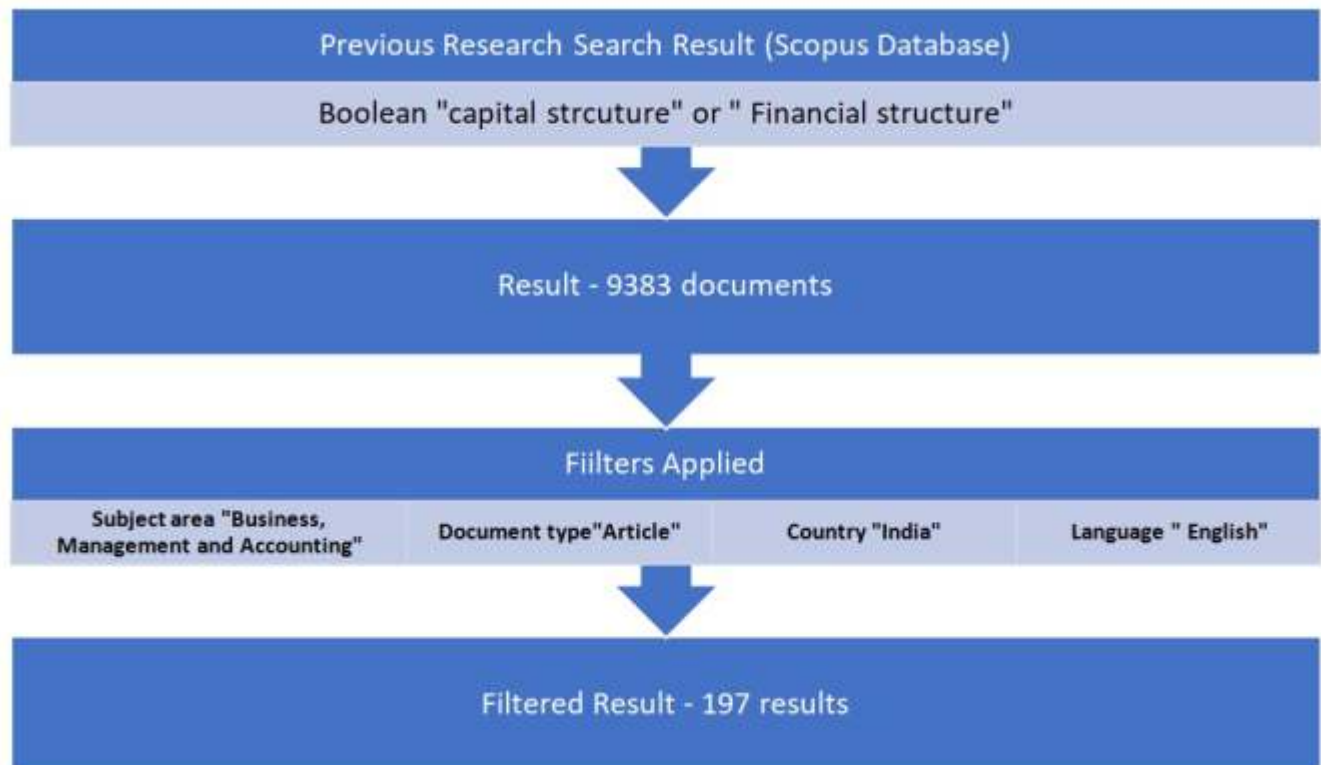 Previous Research Search Result (Scopus Database)
Boolean "capital strcuture" or " Financial structure"
Result - 9383 documents
Fiilters Applied
Subject area "Business,
Management and Accounting"
Document type"Article"
Country "India"
Language " English"
Filtered Result - 197 results